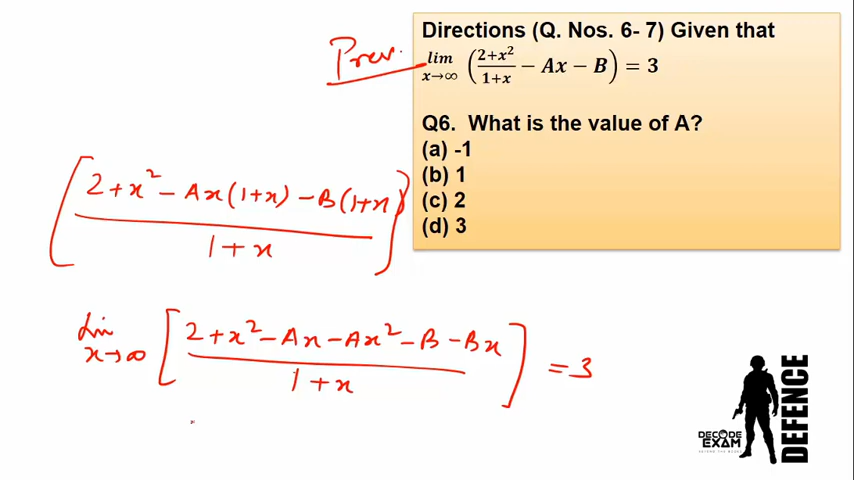 Directions (Q. Nos. 6- 7) Given that
lim x→∞ ( (2+x²)/(1+x) − Ax − B ) = 3
Q6. What is the value of A?
(a) -1
(b) 1
(c) 2
(d) 3
Prev.
[ (2+x² − Ax(1+x) − B(1+x)) / (1+x) ]
Lim x→∞ [ (2+x² − Ax − Ax² − B − Bx) / (1+x) ] = 3
DECODE EXAM
DEFENCE